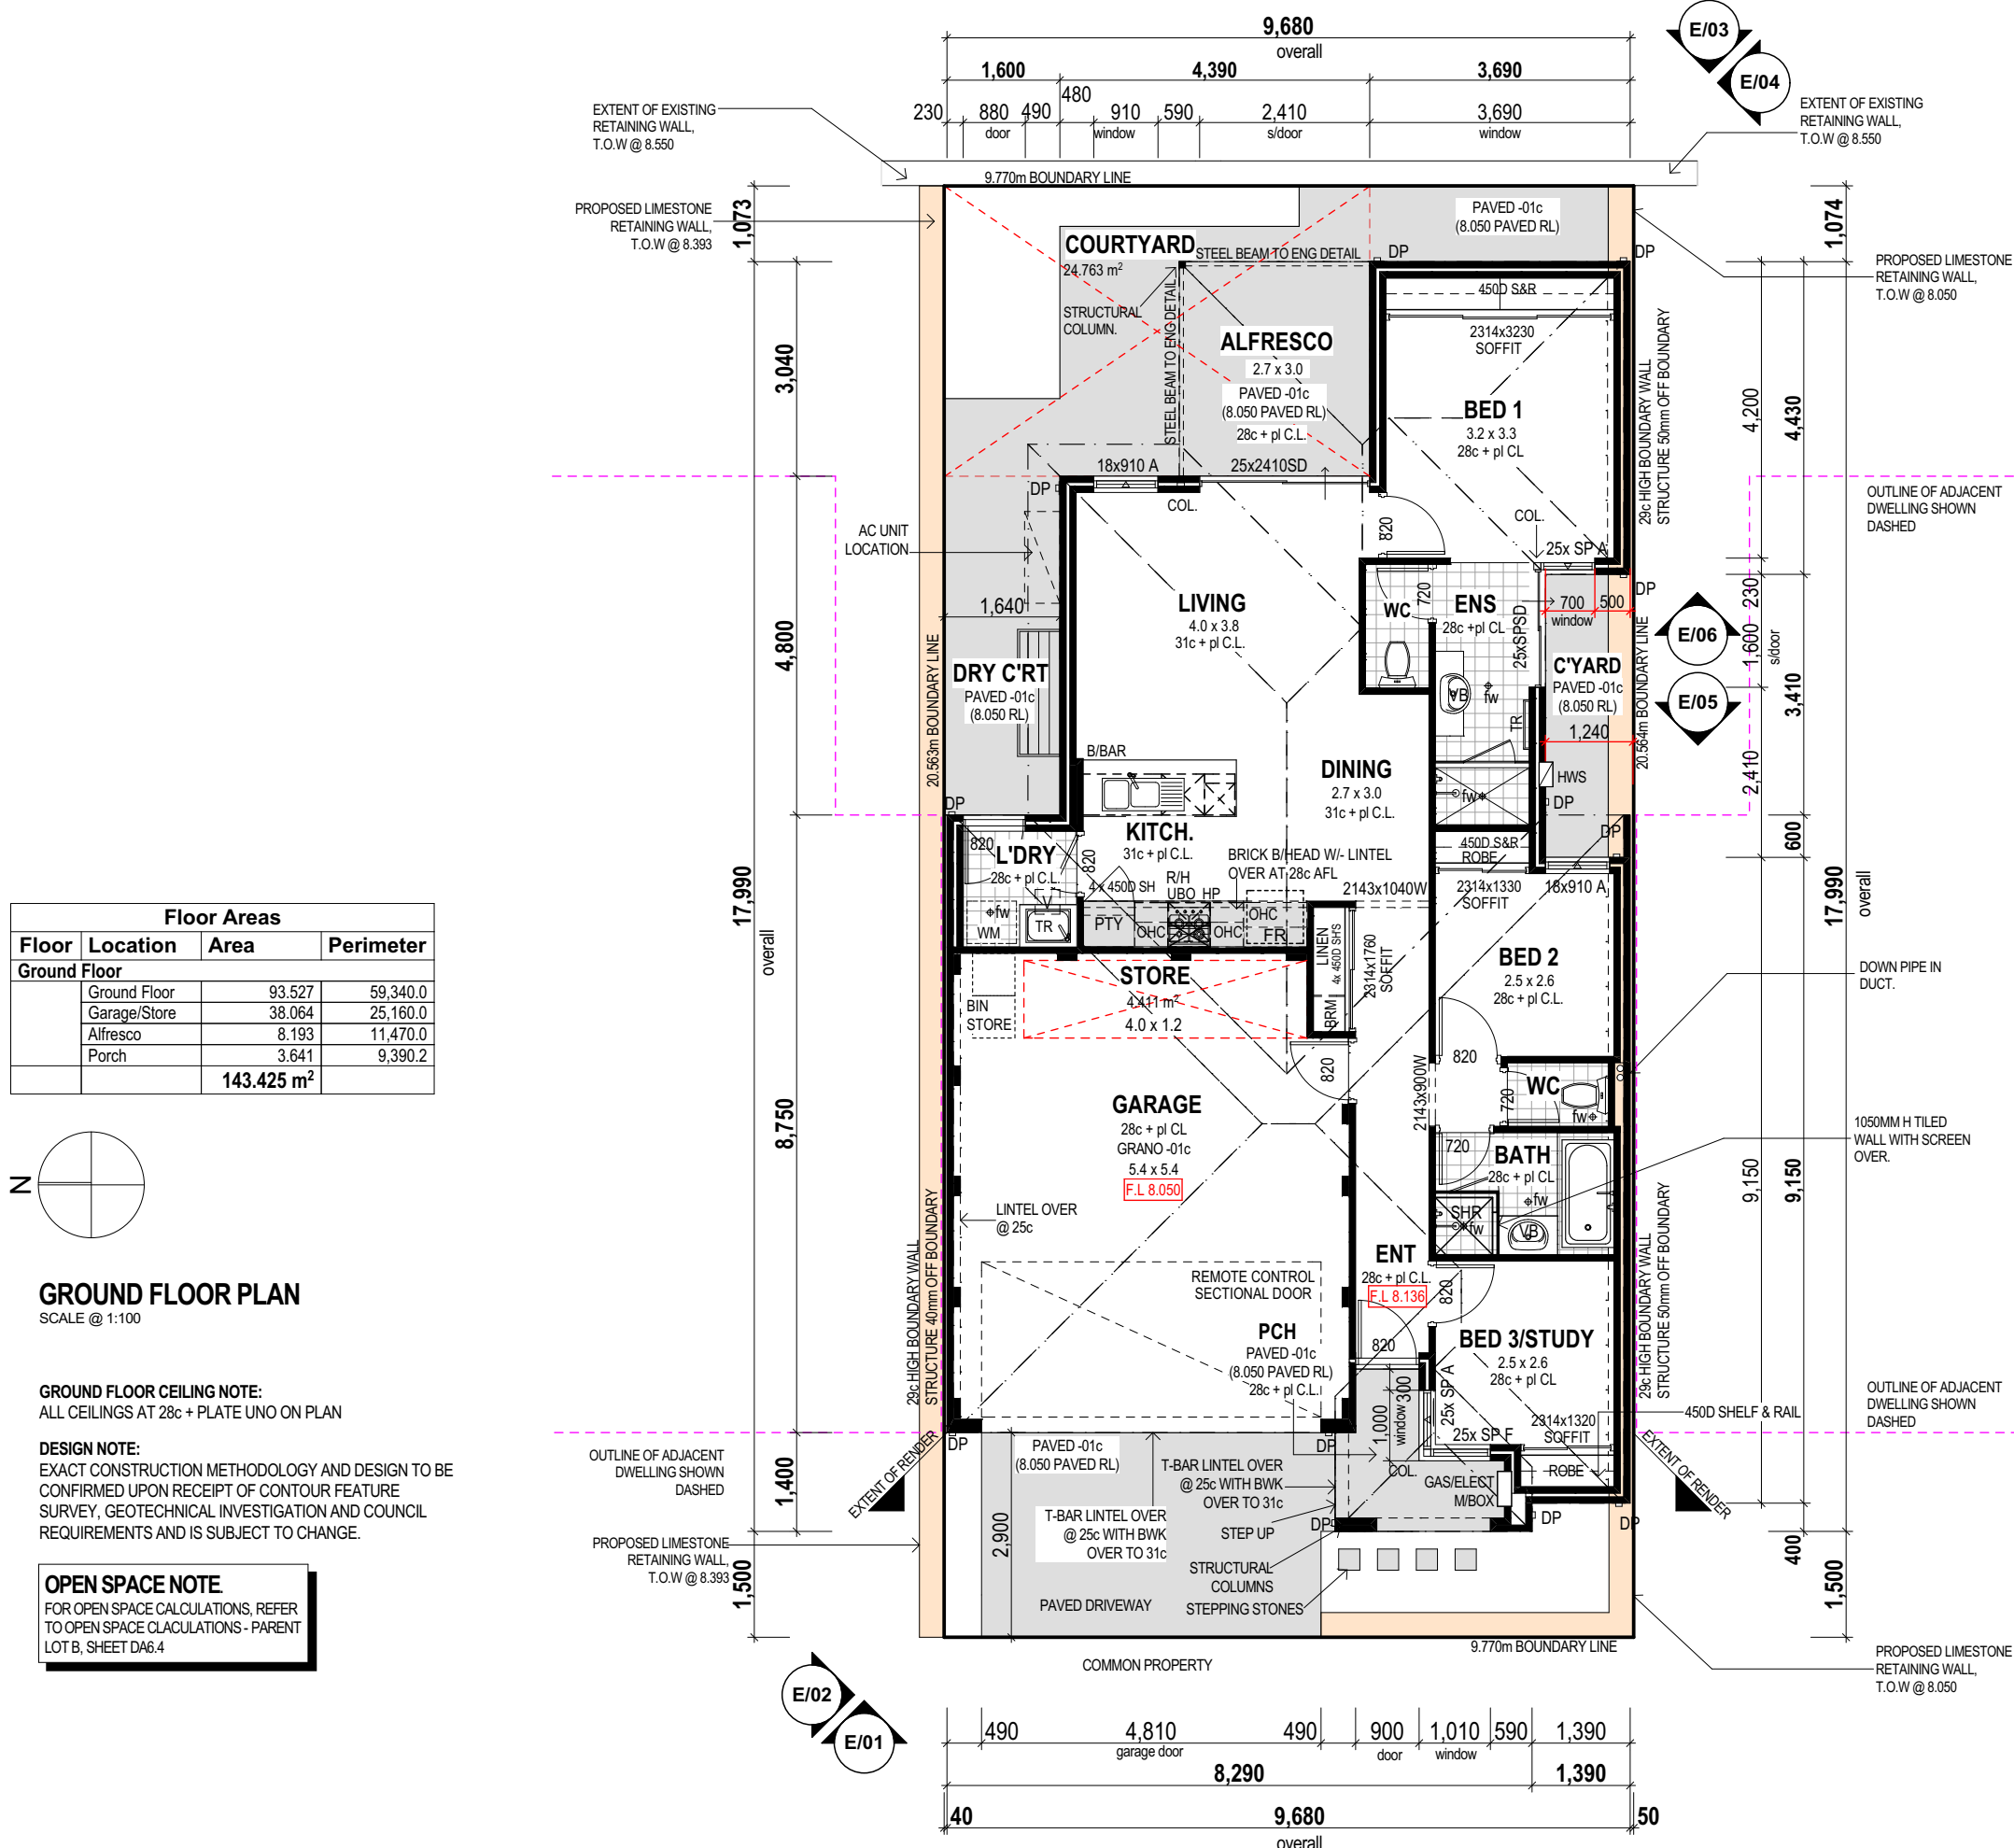 9,680
overall
1,600
4,390
3,690
480
230
880
490
910
590
2,410
3,690
door
window
s/door
window
E/03
E/04
EXTENT OF EXISTING
RETAINING WALL,
T.O.W @ 8.550
EXTENT OF EXISTING
RETAINING WALL,
T.O.W @ 8.550
9.770m BOUNDARY LINE
PROPOSED LIMESTONE
RETAINING WALL,
T.O.W @ 8.393
1,073
PAVED -01c
(8.050 PAVED RL)
1,074
COURTYARD
24.763 m²
STEEL BEAM TO ENG DETAIL
DP
DP
PROPOSED LIMESTONE
RETAINING WALL,
T.O.W @ 8.050
STRUCTURAL
COLUMN.
STEEL BEAM TO ENG DETAIL
450D S&R
2314x3230
SOFFIT
ALFRESCO
2.7 x 3.0
PAVED -01c
(8.050 PAVED RL)
28c + pl C.L.
3,040
BED 1
3.2 x 3.3
28c + pl CL
29c HIGH BOUNDARY WALL
STRUCTURE 50mm OFF BOUNDARY
4,200
4,430
18x910 A
25x2410SD
DP
COL.
820
COL.
25x SP A
OUTLINE OF ADJACENT
DWELLING SHOWN
DASHED
AC UNIT
LOCATION
1,640
LIVING
4.0 x 3.8
31c + pl C.L.
WC
720
ENS
28c +pl CL
25xSPSD
700
window
500
DP
230
E/06
1,600
s/door
4,800
DRY C'RT
PAVED -01c
(8.050 RL)
20.563m BOUNDARY LINE
VB
fw
TR
C'YARD
PAVED -01c
(8.050 RL)
1,240
20.564m BOUNDARY LINE
E/05
3,410
2,410
B/BAR
DINING
2.7 x 3.0
31c + pl C.L.
fw
HWS
DP
DP
DP
KITCH.
31c + pl C.L.
820
L'DRY
28c + pl C.L.
820
BRICK B/HEAD W/- LINTEL
OVER AT 28c AFL
450D S&R
ROBE
2314x1330
SOFFIT
18x910 A
600
4 x 450D SH
R/H
UBO HP
2143x1040W
fw
WM
TR
PTY
OHC
OHC
OHC
FR
LINEN
4x 450D SH'S
BRM
2314x1760
SOFFIT
17,990
overall
17,990
overall
Floor Areas
Floor Location Area Perimeter
Ground Floor
Ground Floor 93.527 59,340.0
Garage/Store 38.064 25,160.0
Alfresco 8.193 11,470.0
Porch 3.641 9,390.2
143.425 m²
BIN
STORE
STORE
4.411 m²
4.0 x 1.2
BED 2
2.5 x 2.6
28c + pl C.L.
DOWN PIPE IN
DUCT.
820
820
2143x900W
WC
720
fw
8,750
GARAGE
28c + pl CL
GRANO -01c
5.4 x 5.4
F.L 8.050
720
BATH
28c + pl CL
fw
SHR
fw
VB
1050MM H TILED
WALL WITH SCREEN
OVER.
9,150
9,150
N
LINTEL OVER
@ 25c
29c HIGH BOUNDARY WALL
STRUCTURE 40mm OFF BOUNDARY
29c HIGH BOUNDARY WALL
STRUCTURE 50mm OFF BOUNDARY
GROUND FLOOR PLAN
SCALE @ 1:100
REMOTE CONTROL
SECTIONAL DOOR
ENT
28c + pl C.L.
F.L 8.136
820
820
PCH
PAVED -01c
(8.050 PAVED RL)
28c + pl C.L.
BED 3/STUDY
2.5 x 2.6
28c + pl CL
GROUND FLOOR CEILING NOTE:
ALL CEILINGS AT 28c + PLATE UNO ON PLAN
DESIGN NOTE:
EXACT CONSTRUCTION METHODOLOGY AND DESIGN TO BE
CONFIRMED UPON RECEIPT OF CONTOUR FEATURE
SURVEY, GEOTECHNICAL INVESTIGATION AND COUNCIL
REQUIREMENTS AND IS SUBJECT TO CHANGE.
300
1,000
window
25x SP A
25x SP F
COL.
2314x1320
SOFFIT
ROBE
450D SHELF & RAIL
OUTLINE OF ADJACENT
DWELLING SHOWN
DASHED
OUTLINE OF ADJACENT
DWELLING SHOWN
DASHED
EXTENT OF RENDER
EXTENT OF RENDER
DP
PAVED -01c
(8.050 PAVED RL)
DP
T-BAR LINTEL OVER
@ 25c WITH BWK
OVER TO 31c
GAS/ELECT
M/BOX
1,400
2,900
T-BAR LINTEL OVER
@ 25c WITH BWK
OVER TO 31c
STEP UP
DP
DP
DP
400
PROPOSED LIMESTONE
RETAINING WALL,
T.O.W @ 8.393
1,500
STRUCTURAL
COLUMNS
STEPPING STONES
PAVED DRIVEWAY
1,500
OPEN SPACE NOTE.
FOR OPEN SPACE CALCULATIONS, REFER
TO OPEN SPACE CLACULATIONS - PARENT
LOT B, SHEET DA6.4
9.770m BOUNDARY LINE
COMMON PROPERTY
PROPOSED LIMESTONE
RETAINING WALL,
T.O.W @ 8.050
E/02
E/01
490
4,810
490
900
1,010
590
1,390
garage door
door
window
8,290
1,390
40
9,680
50
overall